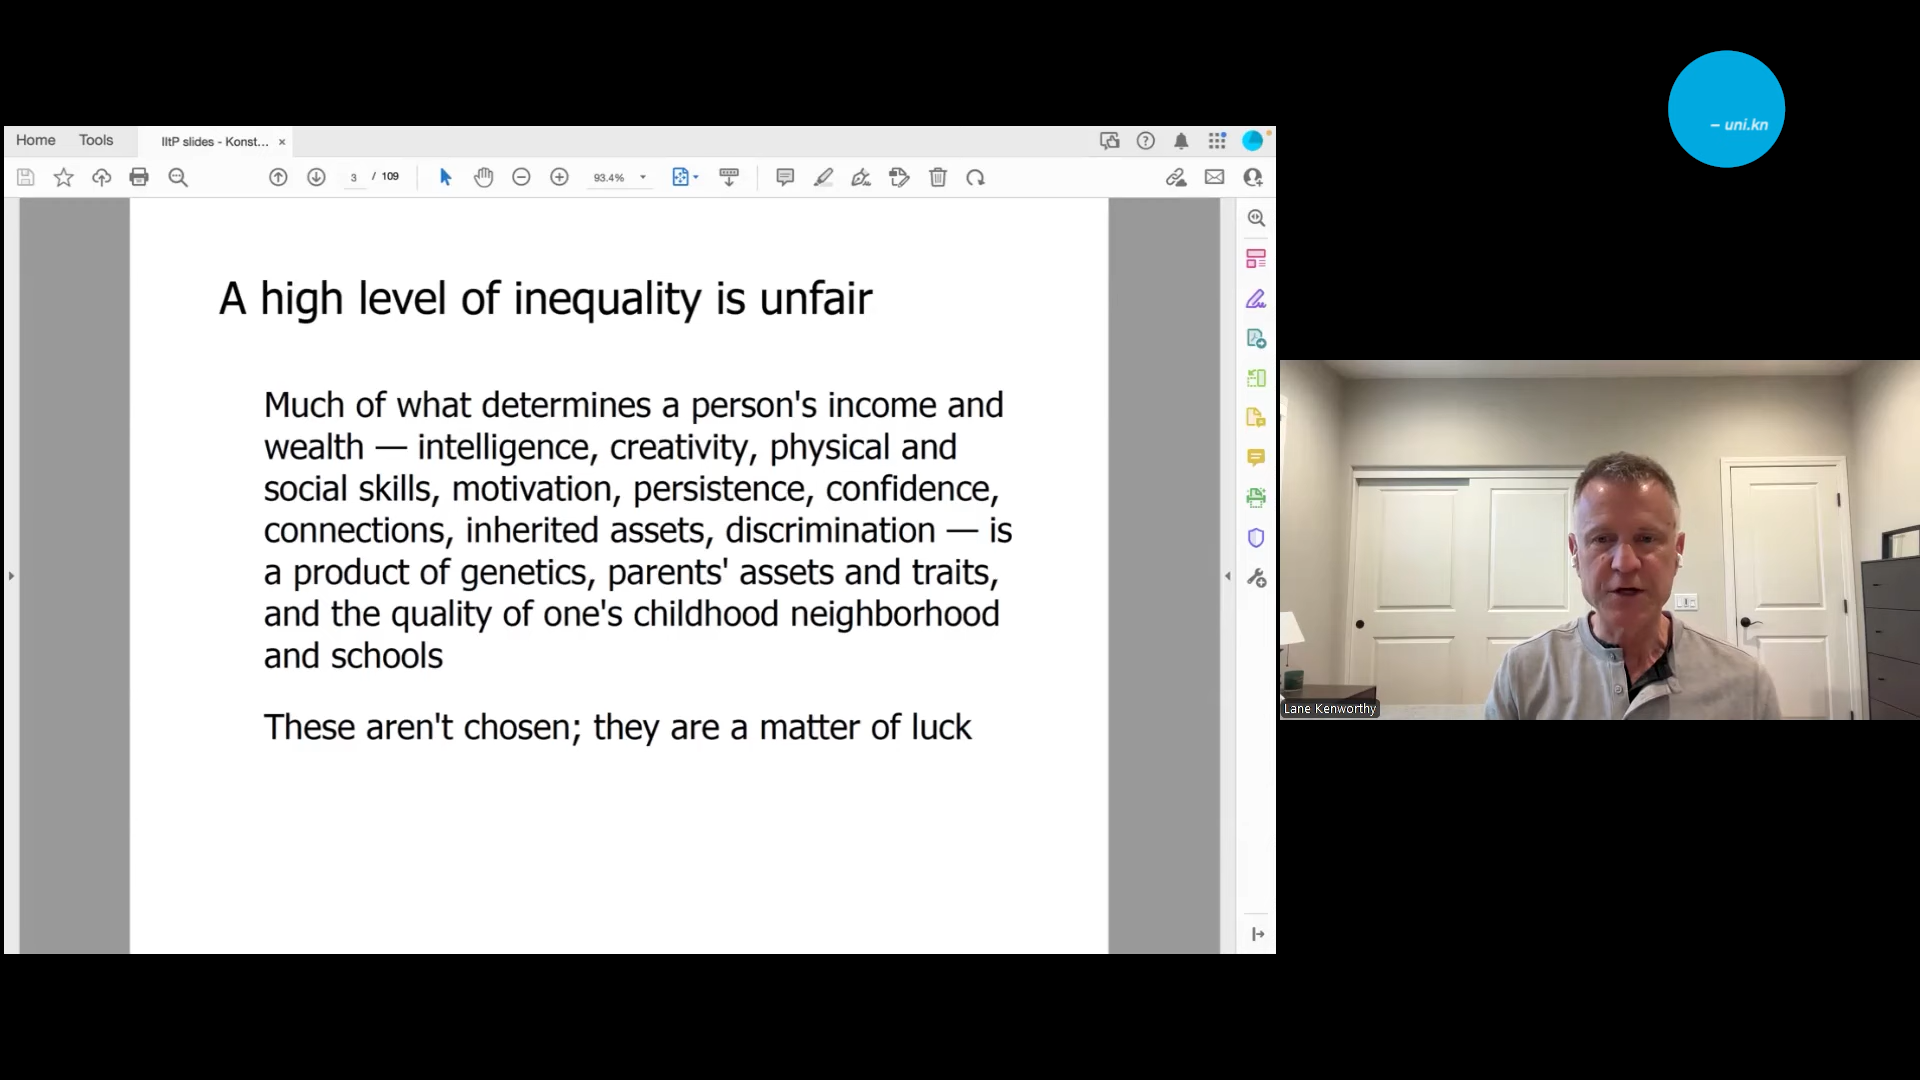 – uni.kn
Home Tools IItP slides - Konst... ×
3 / 109 93.4%
A high level of inequality is unfair
Much of what determines a person's income and
wealth — intelligence, creativity, physical and
social skills, motivation, persistence, confidence,
connections, inherited assets, discrimination — is
a product of genetics, parents' assets and traits,
and the quality of one's childhood neighborhood
and schools
These aren't chosen; they are a matter of luck
Lane Kenworthy